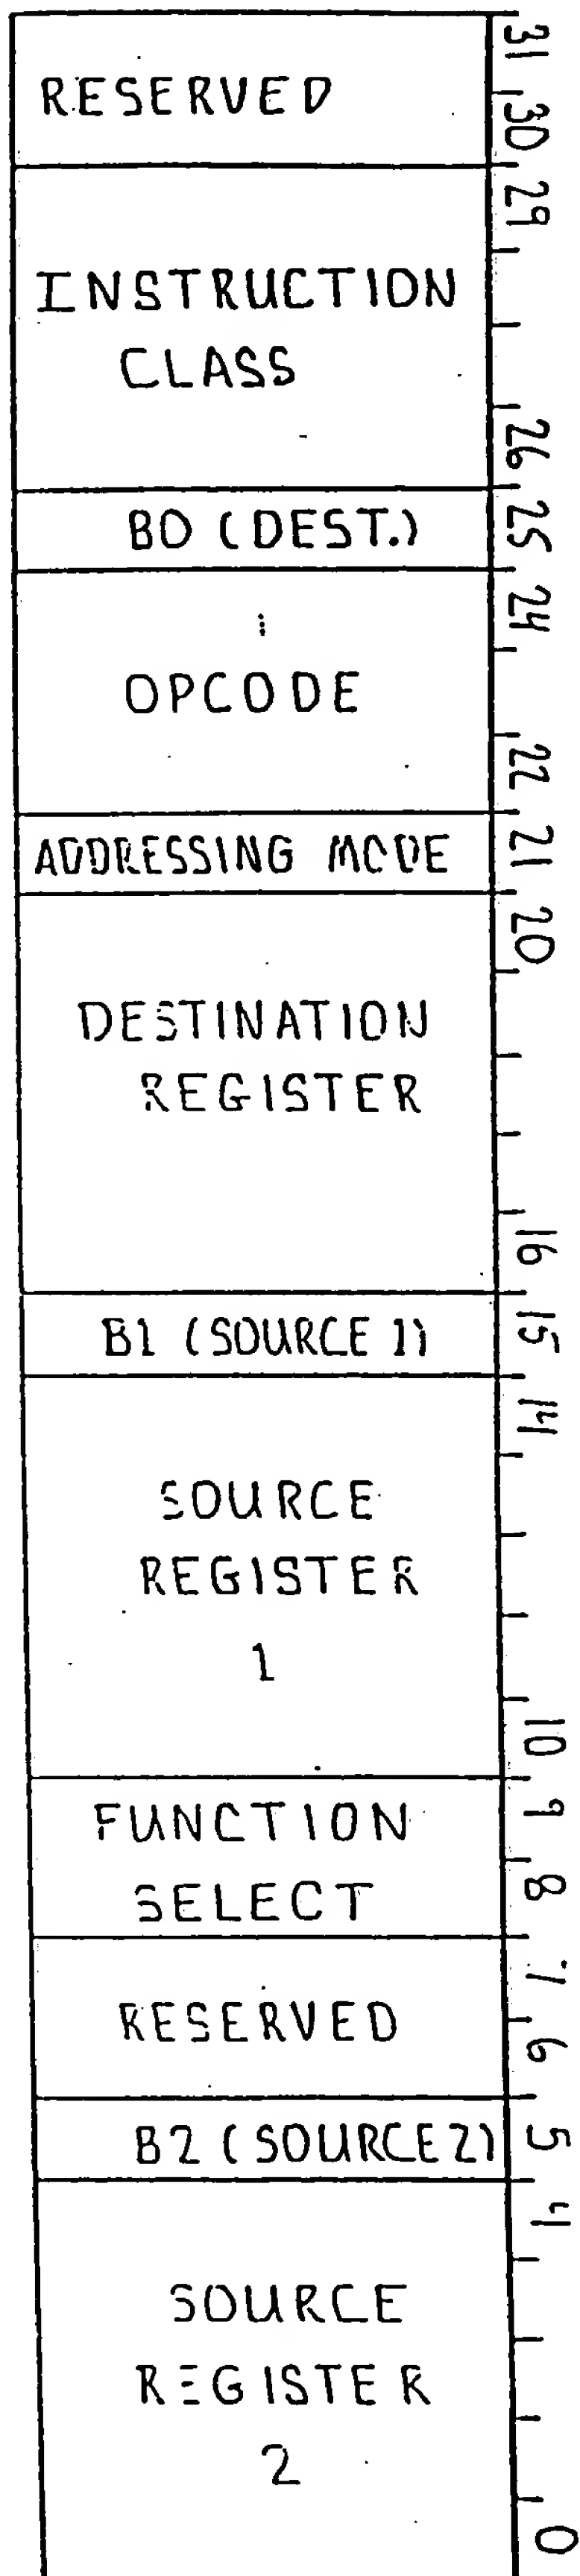 31
RESERVED
30
29
INSTRUCTION
CLASS
26
BO (DEST.)
25
24
OPCODE
22
ADDRESSING MODE
21
20
DESTINATION
REGISTER
16
B1 (SOURCE 1)
15
14
SOURCE
REGISTER
1
10
FUNCTION
9
SELECT
8
7
RESERVED
6
B2 (SOURCE 2)
5
4
SOURCE
REGISTER
2
0